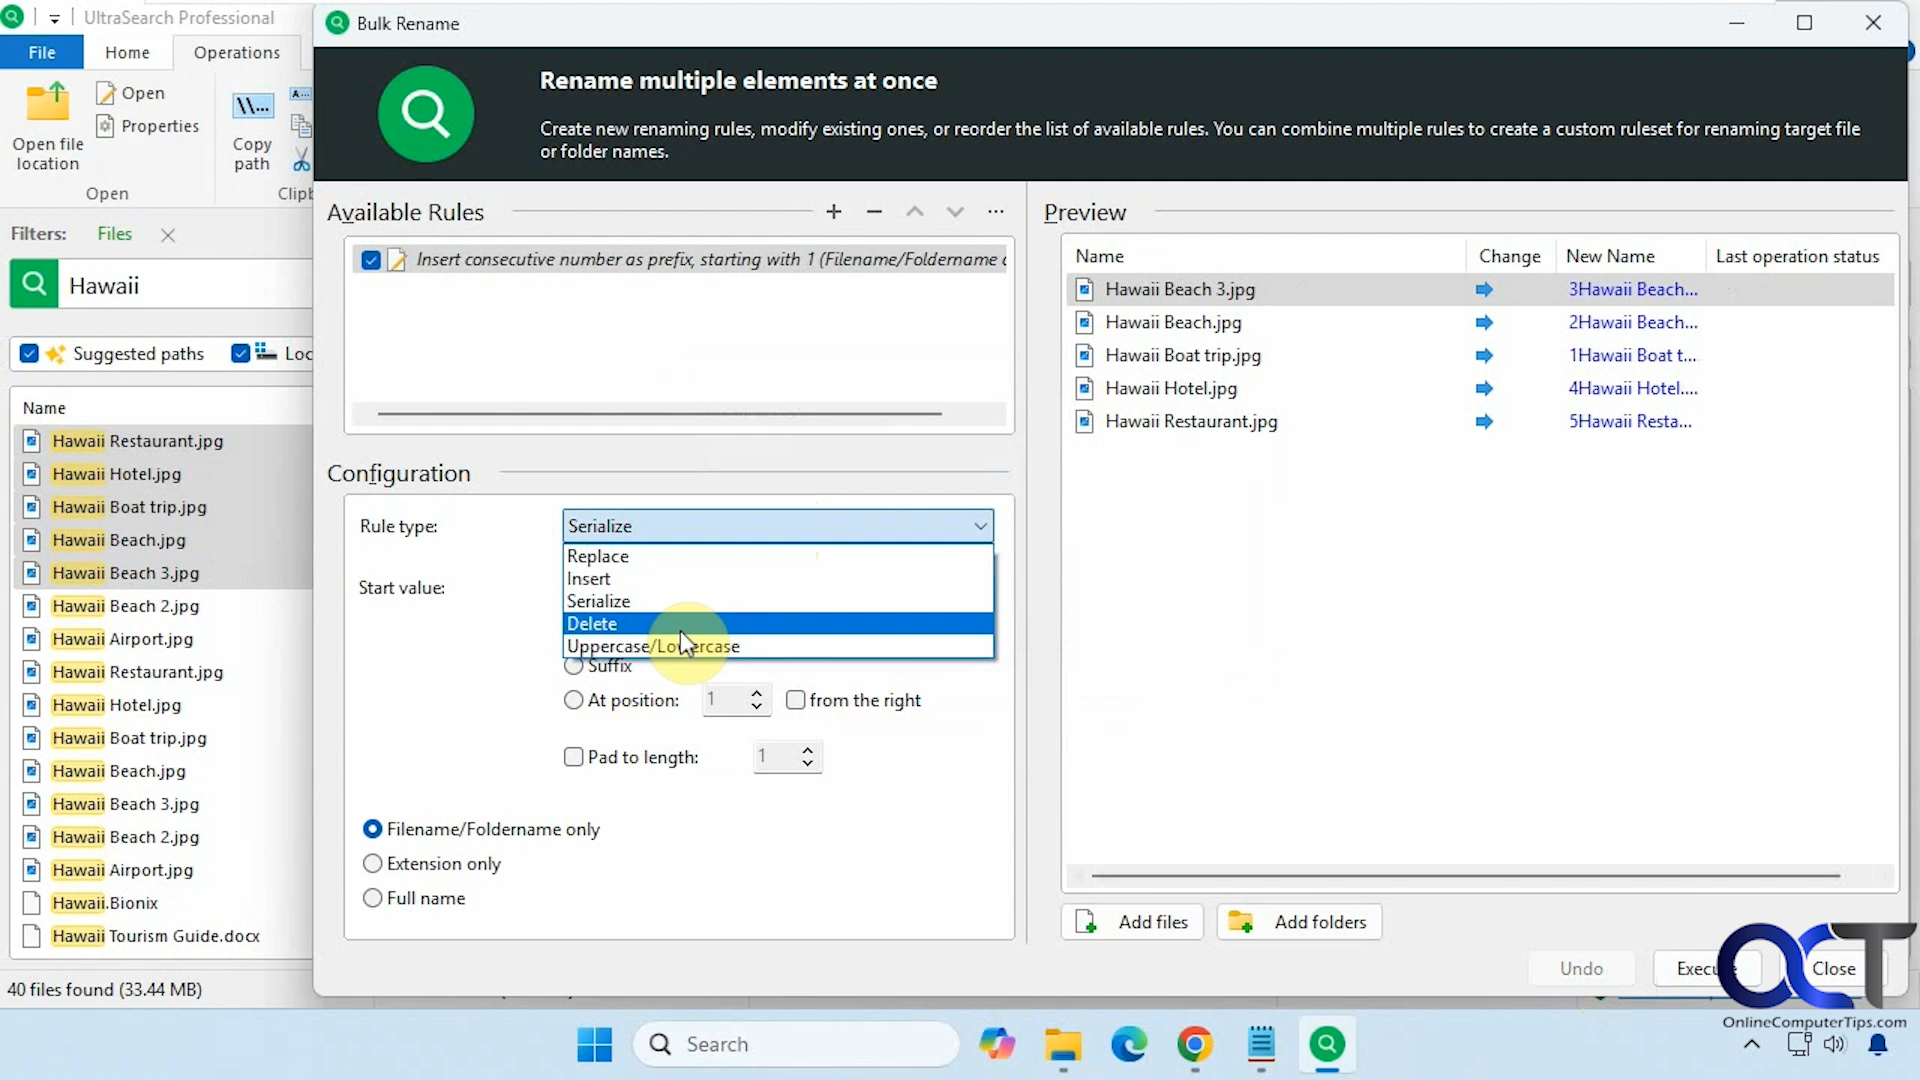 UltraSearch Professional
File
Home
Operations
Open file
location
Open
Properties
Open
\\...
Copy
path
A...
Clipb
Filters:
Files
Hawaii
Suggested paths
Loc
Name
Hawaii Restaurant.jpg
Hawaii Hotel.jpg
Hawaii Boat trip.jpg
Hawaii Beach.jpg
Hawaii Beach 3.jpg
Hawaii Beach 2.jpg
Hawaii Airport.jpg
Hawaii Restaurant.jpg
Hawaii Hotel.jpg
Hawaii Boat trip.jpg
Hawaii Beach.jpg
Hawaii Beach 3.jpg
Hawaii Beach 2.jpg
Hawaii Airport.jpg
Hawaii.Bionix
Hawaii Tourism Guide.docx
40 files found (33.44 MB)
Bulk Rename
Rename multiple elements at once
Create new renaming rules, modify existing ones, or reorder the list of available rules. You can combine multiple rules to create a custom ruleset for renaming target file
or folder names.
Available Rules
Insert consecutive number as prefix, starting with 1 (Filename/Foldername
Configuration
Rule type:
Serialize
Replace
Insert
Serialize
Delete
Uppercase/Lowercase
Start value:
Suffix
At position:
1
from the right
Pad to length:
1
Filename/Foldername only
Extension only
Full name
Preview
Name
Change
New Name
Last operation status
Hawaii Beach 3.jpg
3Hawaii Beach...
Hawaii Beach.jpg
2Hawaii Beach...
Hawaii Boat trip.jpg
1Hawaii Boat t...
Hawaii Hotel.jpg
4Hawaii Hotel....
Hawaii Restaurant.jpg
5Hawaii Resta...
Add files
Add folders
Undo
Execu
Close
OCT
OnlineComputerTips.com
Search